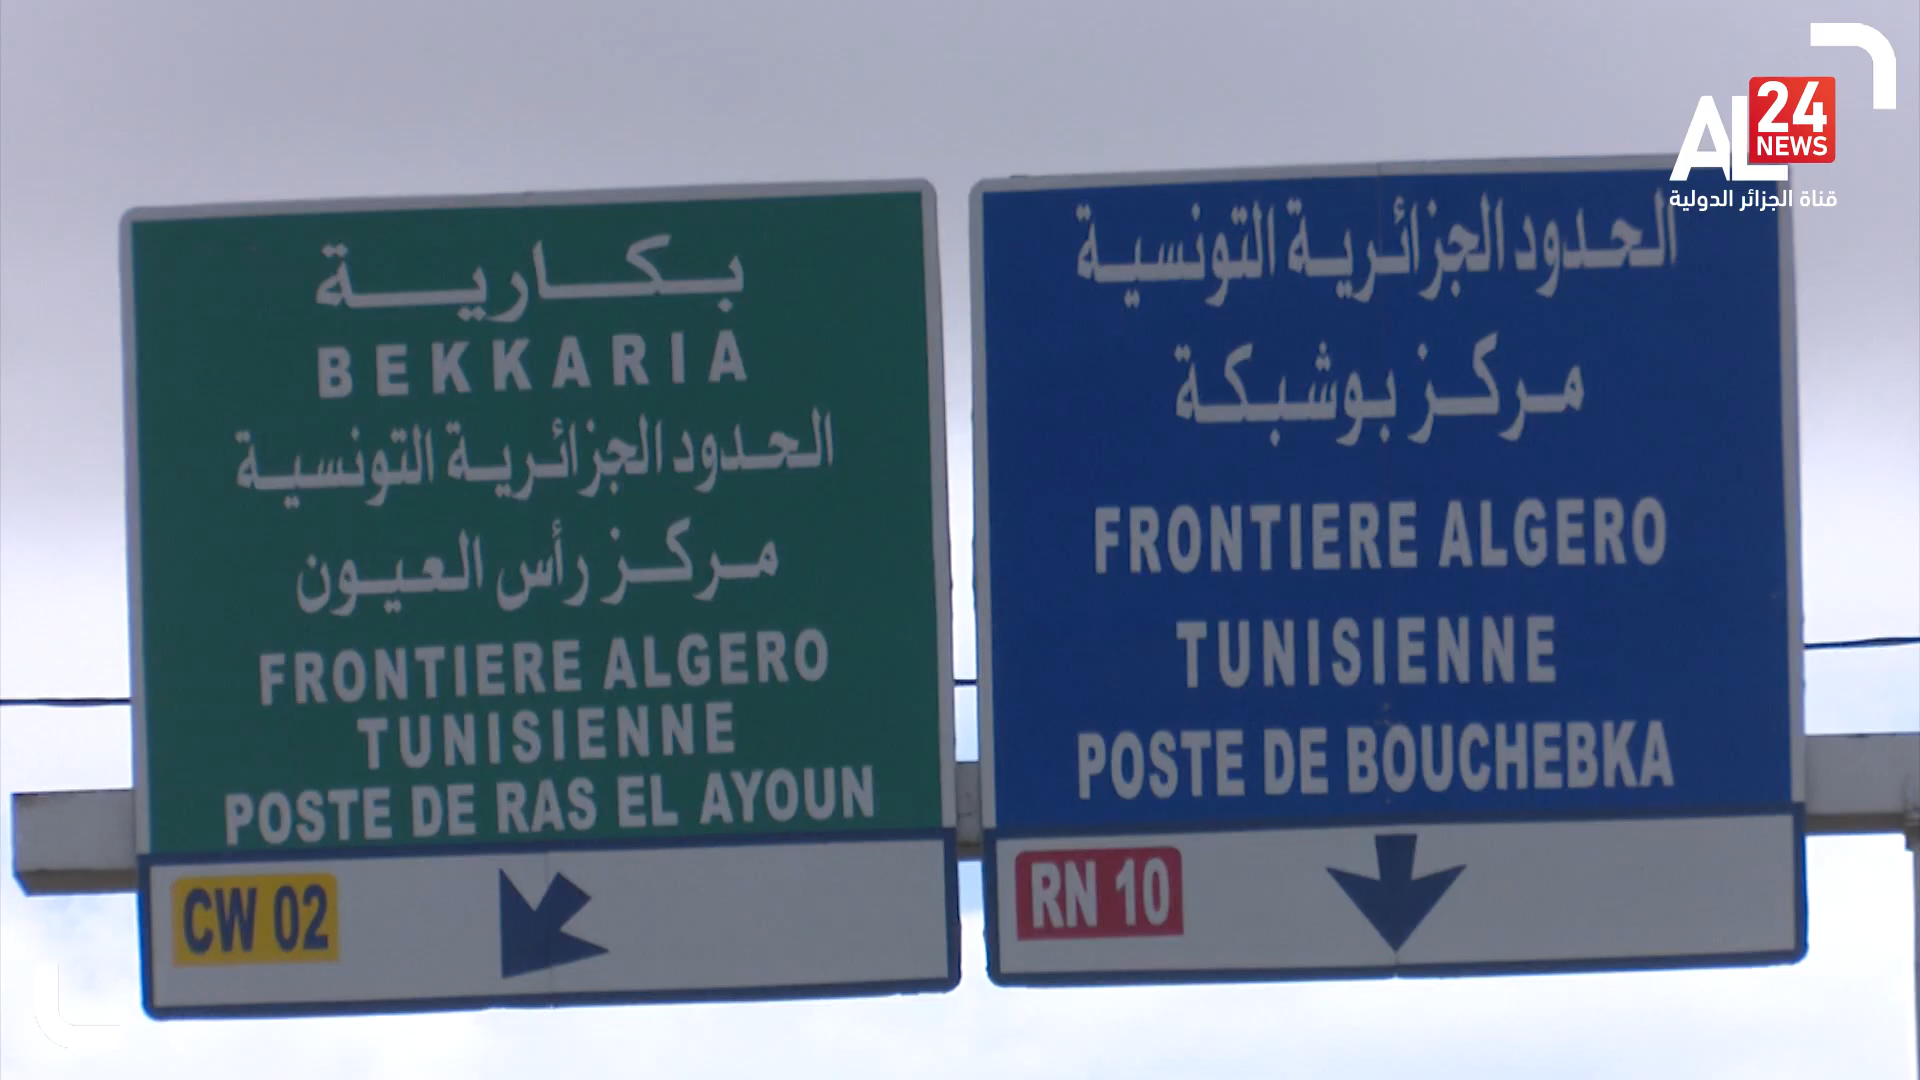 بكارية
BEKKARIA
الحدود الجزائرية التونسية
مركز رأس العيون
FRONTIERE ALGERO
TUNISIENNE
POSTE DE RAS EL AYOUN
CW 02
الحدود الجزائرية التونسية
مركز بوشبكة
FRONTIERE ALGERO
TUNISIENNE
POSTE DE BOUCHEBKA
RN 10
AL
24
NEWS
قناة الجزائر الدولية